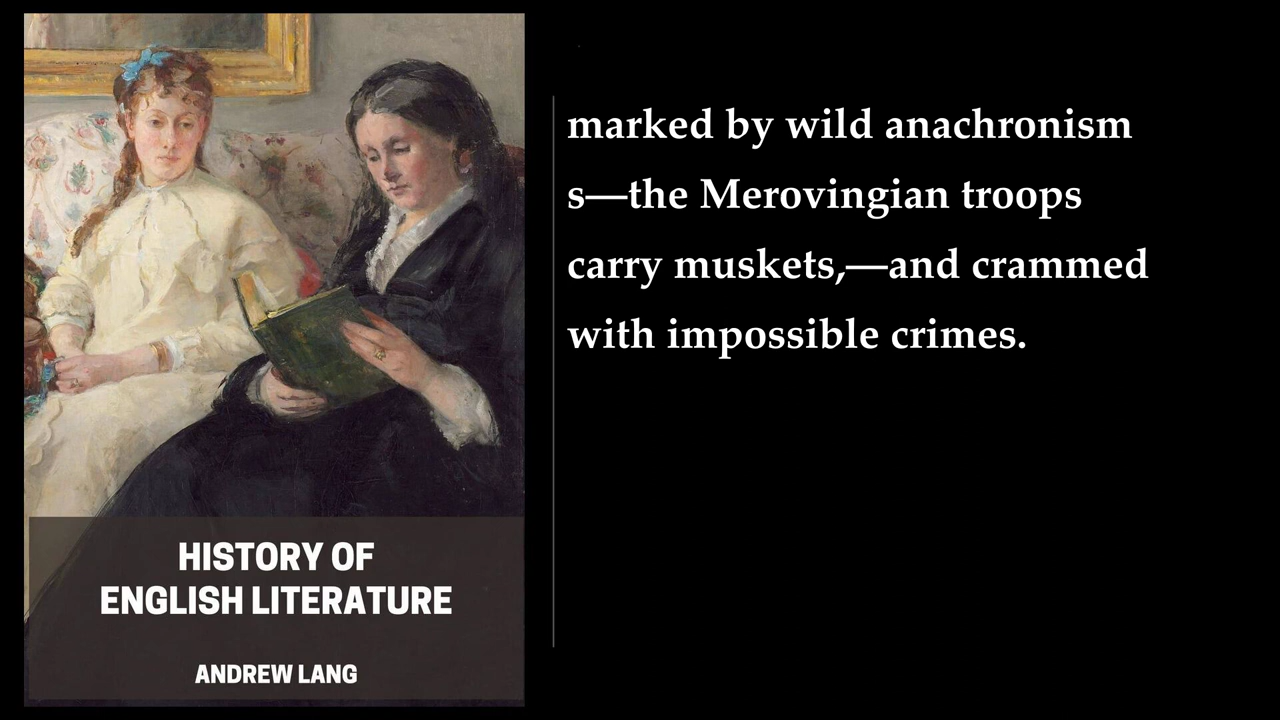 marked by wild anachronism
s—the Merovingian troops
carry muskets,—and crammed
with impossible crimes.
HISTORY OF
ENGLISH LITERATURE
ANDREW LANG